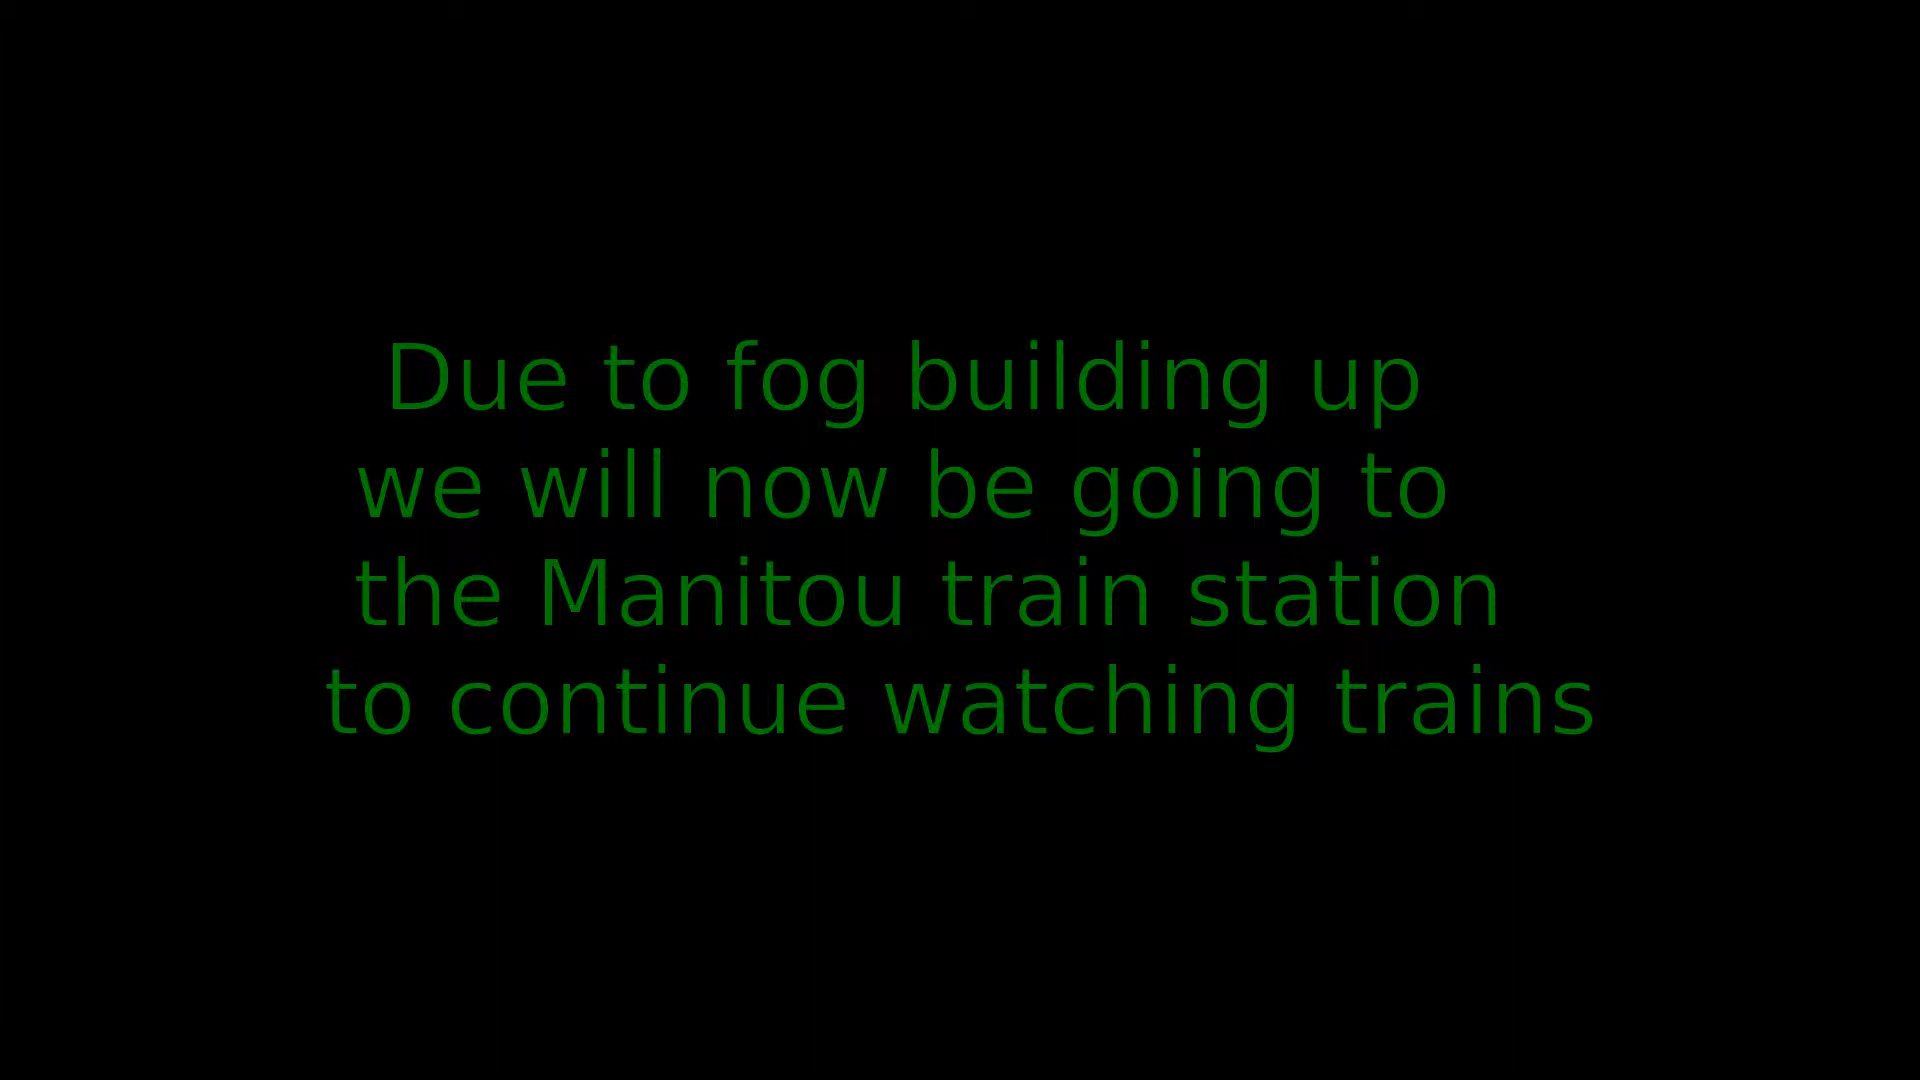 Due to fog building up
we will now be going to
the Manitou train station
to continue watching trains